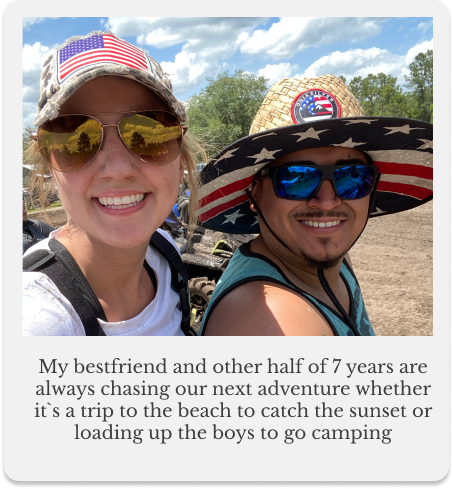 My bestfriend and other half of 7 years are
always chasing our next adventure whether
it`s a trip to the beach to catch the sunset or
loading up the boys to go camping